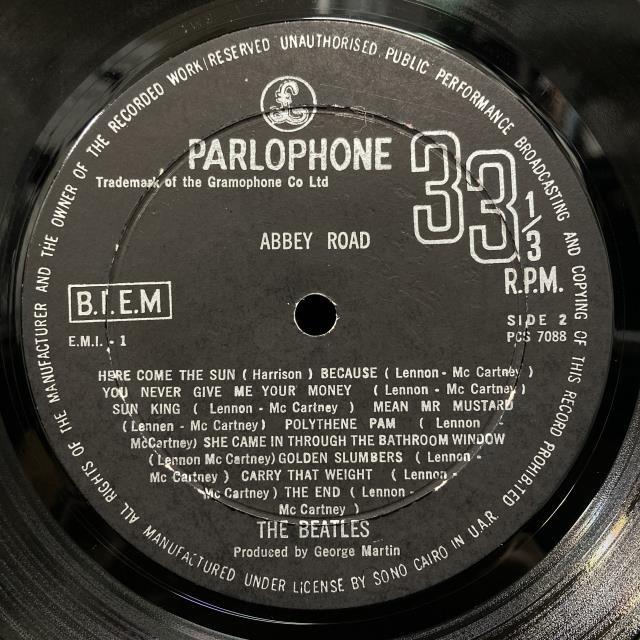 ALL RIGHTS OF THE MANUFACTURER AND THE OWNER OF THE RECORDED WORK/RESERVED UNAUTHORISED PUBLIC PERFORMANCE BROADCASTING AND COPYING OF THIS RECORD PROHIBITED
£
PARLOPHONE
Trademark of the Gramophone Co Ltd
33 1/3
R.P.M.
ABBEY ROAD
B.I.E.M
E.M.I. - 1
SIDE 2
PCS 7088
HERE COME THE SUN ( Harrison ) BECAUSE ( Lennon - Mc Cartney )
YOU NEVER GIVE ME YOUR MONEY ( Lennon - Mc Cartney )
SUN KING ( Lennon - Mc Cartney ) MEAN MR MUSTARD
(Lennen - Mc Cartney) POLYTHENE PAM ( Lennon
McCartney) SHE CAME IN THROUGH THE BATHROOM WINDOW
(Lennon Mc Cartney) GOLDEN SLUMBERS ( Lennon -
Mc Cartney ) CARRY THAT WEIGHT ( Lennon -
Mc Cartney ) THE END ( Lennon -
Mc Cartney )
THE BEATLES
Produced by George Martin
MANUFACTURED UNDER LICENSE BY SONO CAIRO IN U.A.R.